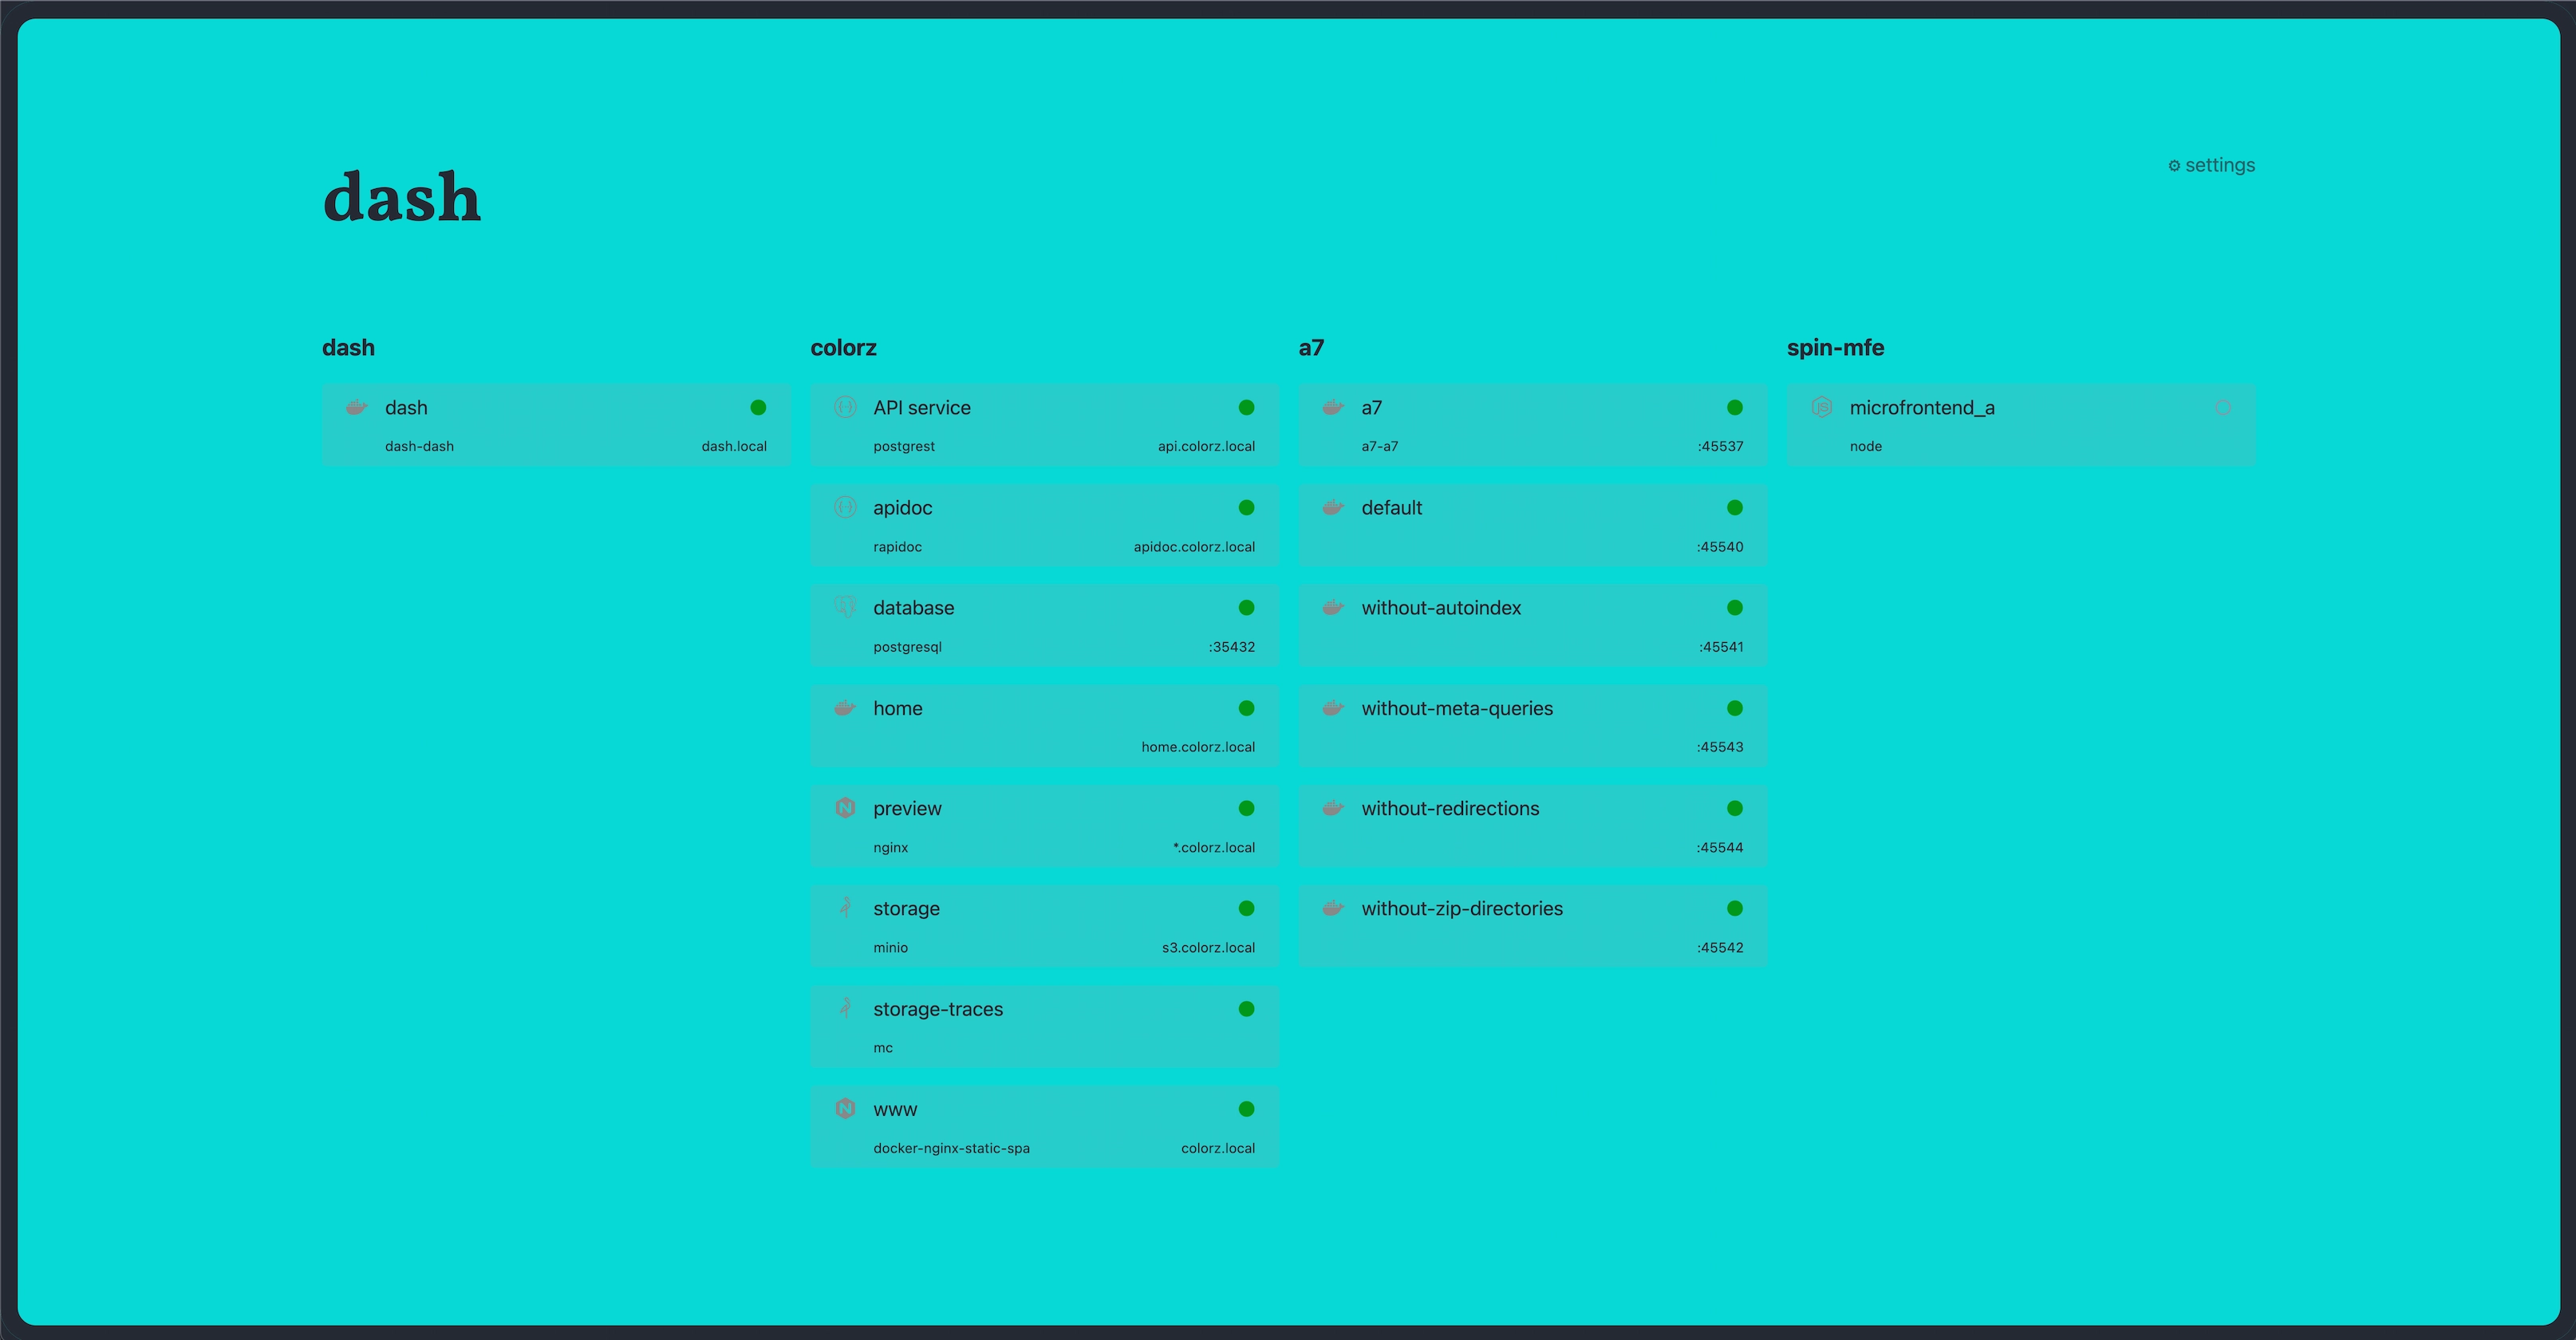 dash
⚙ settings
dash
dash
dash-dash dash.local
colorz
API service
postgrest api.colorz.local
apidoc
rapidoc apidoc.colorz.local
database
postgresql :35432
home
home.colorz.local
preview
nginx *.colorz.local
storage
minio s3.colorz.local
storage-traces
mc
www
docker-nginx-static-spa colorz.local
a7
a7
a7-a7 :45537
default
:45540
without-autoindex
:45541
without-meta-queries
:45543
without-redirections
:45544
without-zip-directories
:45542
spin-mfe
microfrontend_a
node